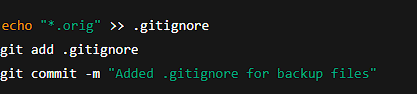 echo "*.orig" >> .gitignore
git add .gitignore
git commit -m "Added .gitignore for backup files"